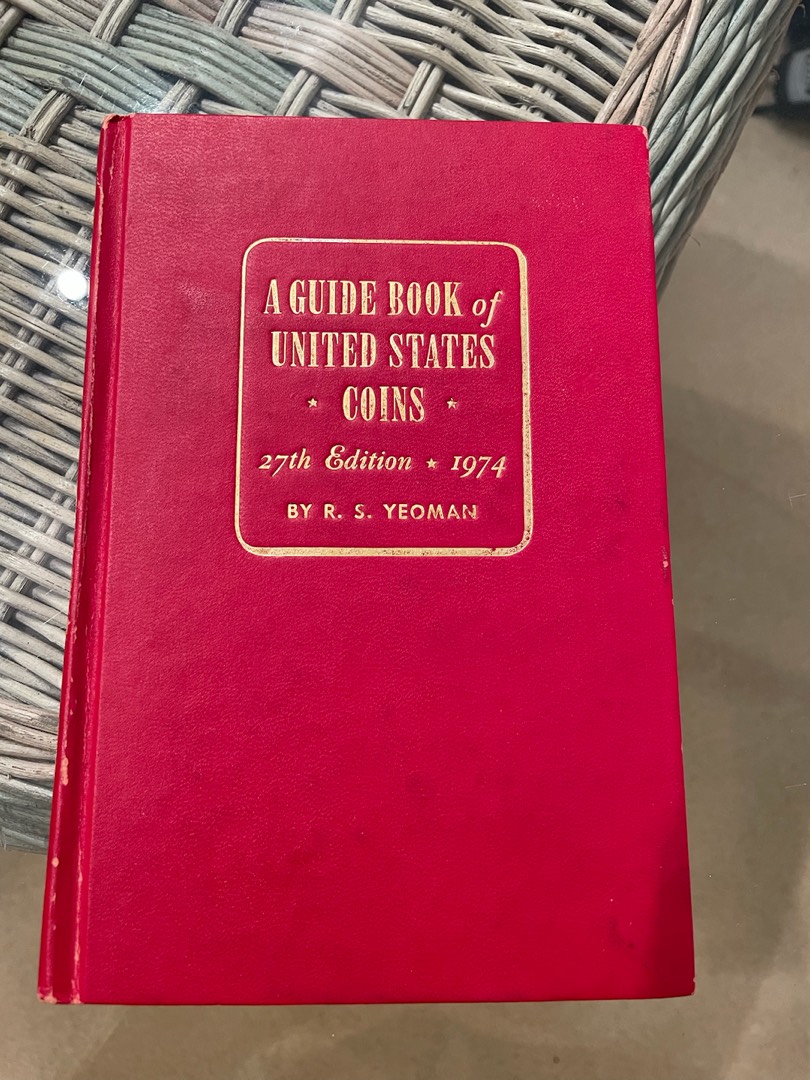 A GUIDE BOOK of
UNITED STATES
★ COINS ★
27th Edition ★ 1974
BY R. S. YEOMAN